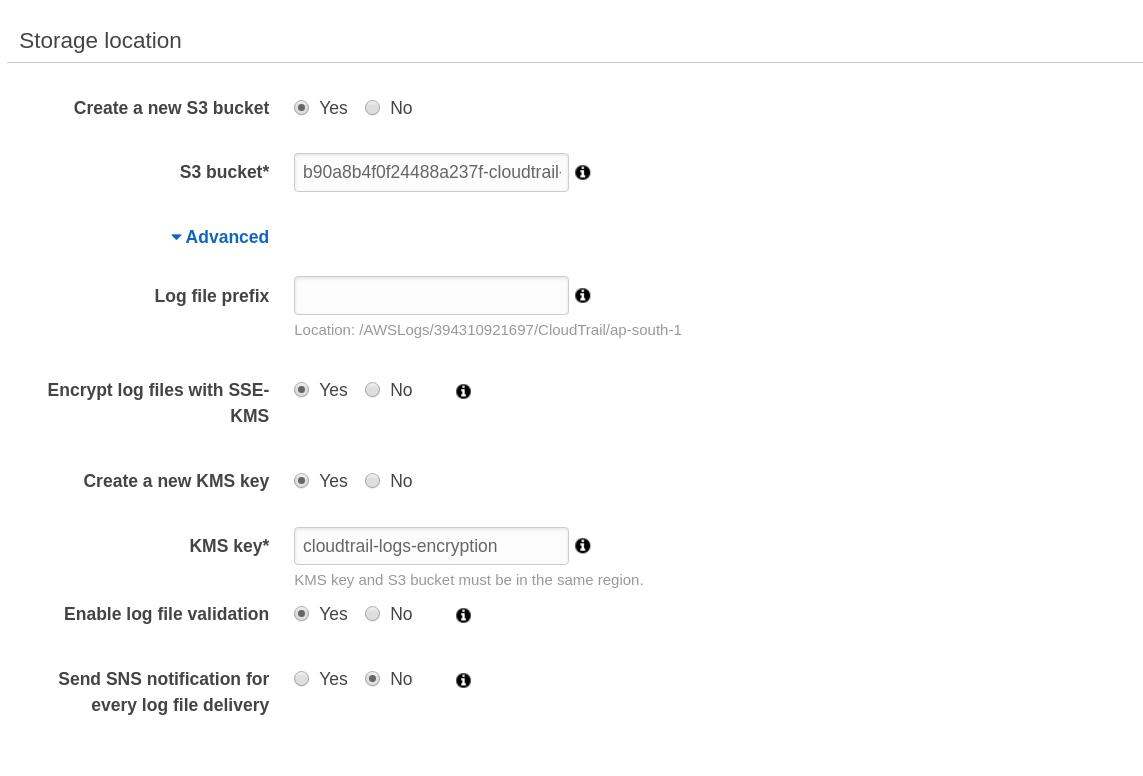 Storage location
Create a new S3 bucket Yes No
S3 bucket* b90a8b4f0f24488a237f-cloudtrail-
Advanced
Log file prefix
Location: /AWSLogs/394310921697/CloudTrail/ap-south-1
Encrypt log files with SSE- Yes No
KMS
Create a new KMS key Yes No
KMS key* cloudtrail-logs-encryption
KMS key and S3 bucket must be in the same region.
Enable log file validation Yes No
Send SNS notification for Yes No
every log file delivery